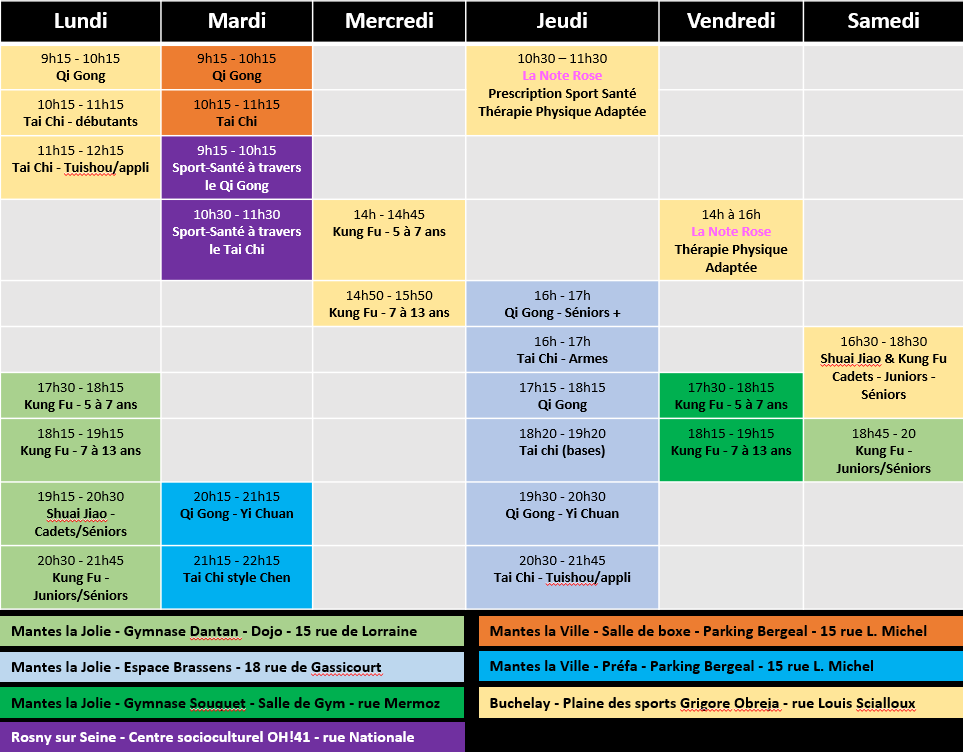 Lundi Mardi Mercredi Jeudi Vendredi Samedi
9h15 - 10h15
Qi Gong
9h15 - 10h15
Qi Gong
10h30 – 11h30
La Note Rose
Prescription Sport Santé
Thérapie Physique Adaptée
10h15 - 11h15
Tai Chi - débutants
10h15 - 11h15
Tai Chi
11h15 - 12h15
Tai Chi - Tuishou/appli
9h15 - 10h15
Sport-Santé à travers
le Qi Gong
10h30 - 11h30
Sport-Santé à travers
le Tai Chi
14h - 14h45
Kung Fu - 5 à 7 ans
14h à 16h
La Note Rose
Thérapie Physique
Adaptée
14h50 - 15h50
Kung Fu - 7 à 13 ans
16h - 17h
Qi Gong - Séniors +
16h - 17h
Tai Chi - Armes
16h30 - 18h30
Shuai Jiao & Kung Fu
Cadets - Juniors -
Séniors
17h30 - 18h15
Kung Fu - 5 à 7 ans
17h15 - 18h15
Qi Gong
17h30 - 18h15
Kung Fu - 5 à 7 ans
18h15 - 19h15
Kung Fu - 7 à 13 ans
18h20 - 19h20
Tai chi (bases)
18h15 - 19h15
Kung Fu - 7 à 13 ans
18h45 - 20
Kung Fu -
Juniors/Séniors
19h15 - 20h30
Shuai Jiao -
Cadets/Séniors
20h15 - 21h15
Qi Gong - Yi Chuan
19h30 - 20h30
Qi Gong - Yi Chuan
20h30 - 21h45
Kung Fu -
Juniors/Séniors
21h15 - 22h15
Tai Chi style Chen
20h30 - 21h45
Tai Chi - Tuishou/appli
Mantes la Jolie - Gymnase Dantan - Dojo - 15 rue de Lorraine
Mantes la Ville - Salle de boxe - Parking Bergeal - 15 rue L. Michel
Mantes la Jolie - Espace Brassens - 18 rue de Gassicourt
Mantes la Ville - Préfa - Parking Bergeal - 15 rue L. Michel
Mantes la Jolie - Gymnase Souquet - Salle de Gym - rue Mermoz
Buchelay - Plaine des sports Grigore Obreja - rue Louis Scialloux
Rosny sur Seine - Centre socioculturel OH!41 - rue Nationale